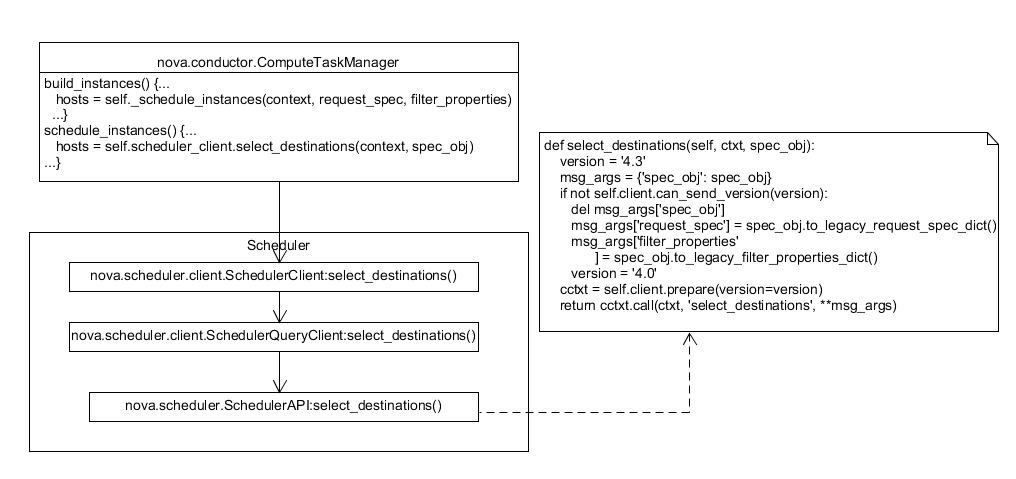 nova.conductor.ComputeTaskManager
build_instances() {...
hosts = self._schedule_instances(context, request_spec, filter_properties)
...}
schedule_instances() {...
hosts = self.scheduler_client.select_destinations(context, spec_obj)
...}
Scheduler
nova.scheduler.client.SchedulerClient:select_destinations()
nova.scheduler.client.SchedulerQueryClient:select_destinations()
nova.scheduler.SchedulerAPI:select_destinations()
def select_destinations(self, ctxt, spec_obj):
version = '4.3'
msg_args = {'spec_obj': spec_obj}
if not self.client.can_send_version(version):
del msg_args['spec_obj']
msg_args['request_spec'] = spec_obj.to_legacy_request_spec_dict()
msg_args['filter_properties'
] = spec_obj.to_legacy_filter_properties_dict()
version = '4.0'
cctxt = self.client.prepare(version=version)
return cctxt.call(ctxt, 'select_destinations', **msg_args)